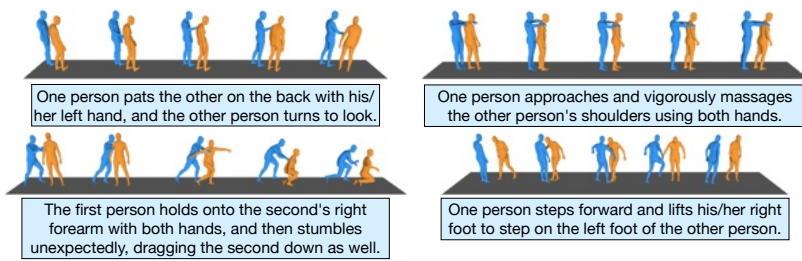 One person pats the other on the back with his/
her left hand, and the other person turns to look.
One person approaches and vigorously massages
the other person's shoulders using both hands.
The first person holds onto the second's right
forearm with both hands, and then stumbles
unexpectedly, dragging the second down as well.
One person steps forward and lifts his/her right
foot to step on the left foot of the other person.